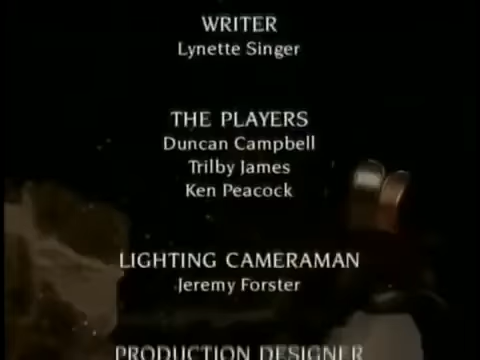 WRITER
Lynette Singer
THE PLAYERS
Duncan Campbell
Trilby James
Ken Peacock
LIGHTING CAMERAMAN
Jeremy Forster
PRODUCTION DESIGNER